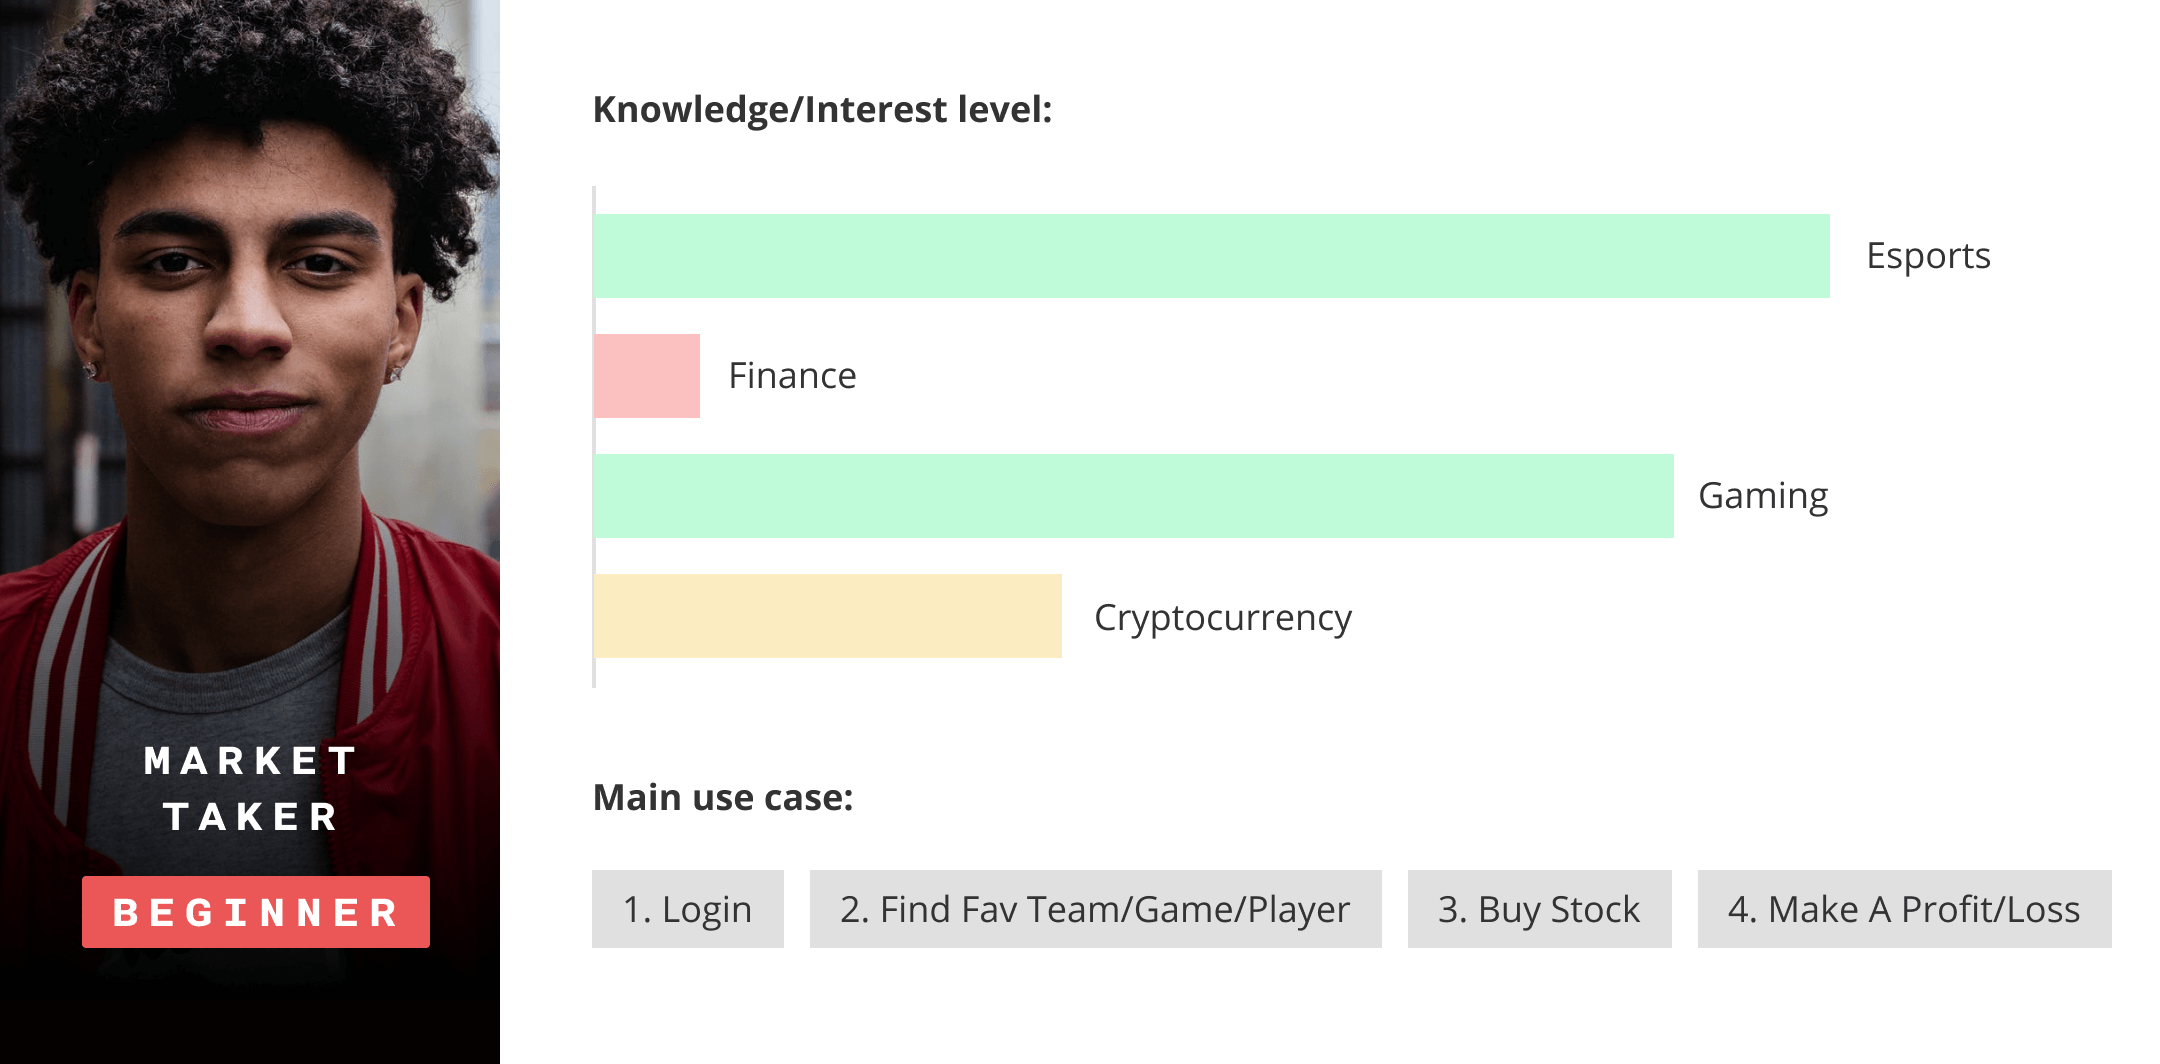 MARKET
TAKER
BEGINNER
Knowledge/Interest level:
Esports
Finance
Gaming
Cryptocurrency
Main use case:
1. Login
2. Find Fav Team/Game/Player
3. Buy Stock
4. Make A Profit/Loss